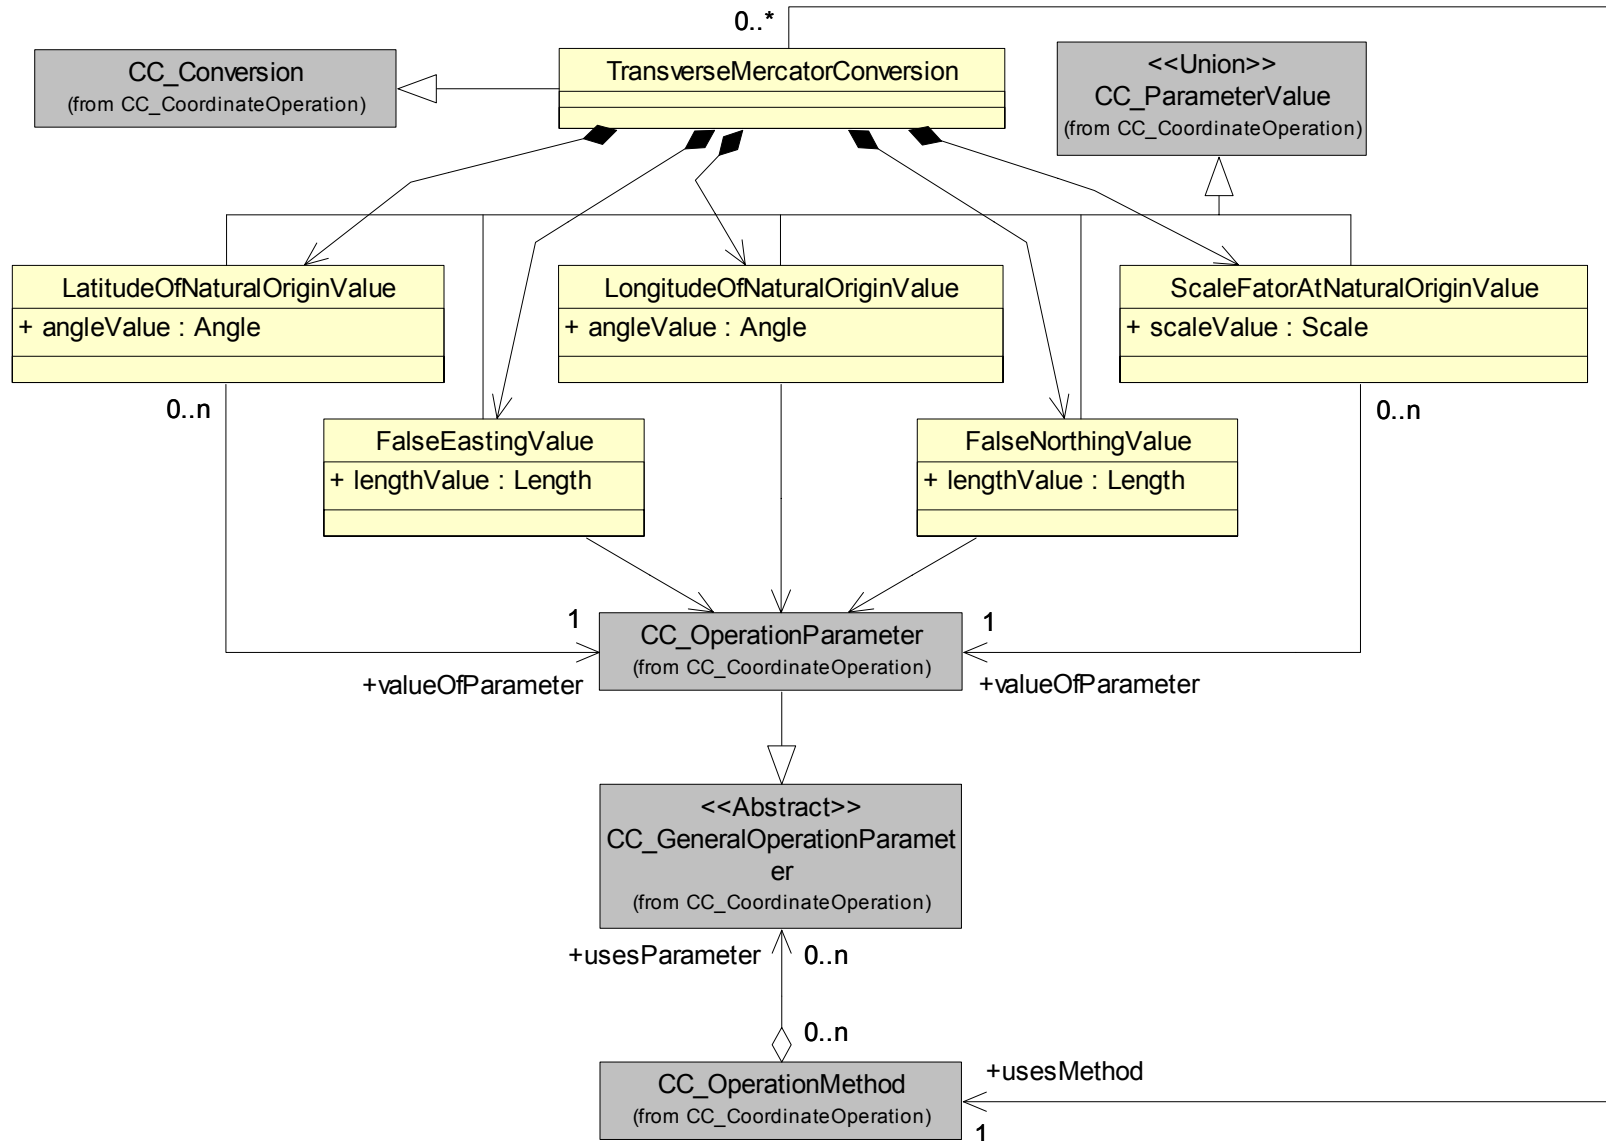 0..*
CC_Conversion
(from CC_CoordinateOperation)
TransverseMercatorConversion
<<Union>>
CC_ParameterValue
(from CC_CoordinateOperation)
LatitudeOfNaturalOriginValue
+ angleValue : Angle
LongitudeOfNaturalOriginValue
+ angleValue : Angle
ScaleFatorAtNaturalOriginValue
+ scaleValue : Scale
0..n
0..n
FalseEastingValue
+ lengthValue : Length
FalseNorthingValue
+ lengthValue : Length
1
1
CC_OperationParameter
(from CC_CoordinateOperation)
+valueOfParameter
+valueOfParameter
<<Abstract>>
CC_GeneralOperationParamet
er
(from CC_CoordinateOperation)
+usesParameter
0..n
0..n
CC_OperationMethod
(from CC_CoordinateOperation)
+usesMethod
1